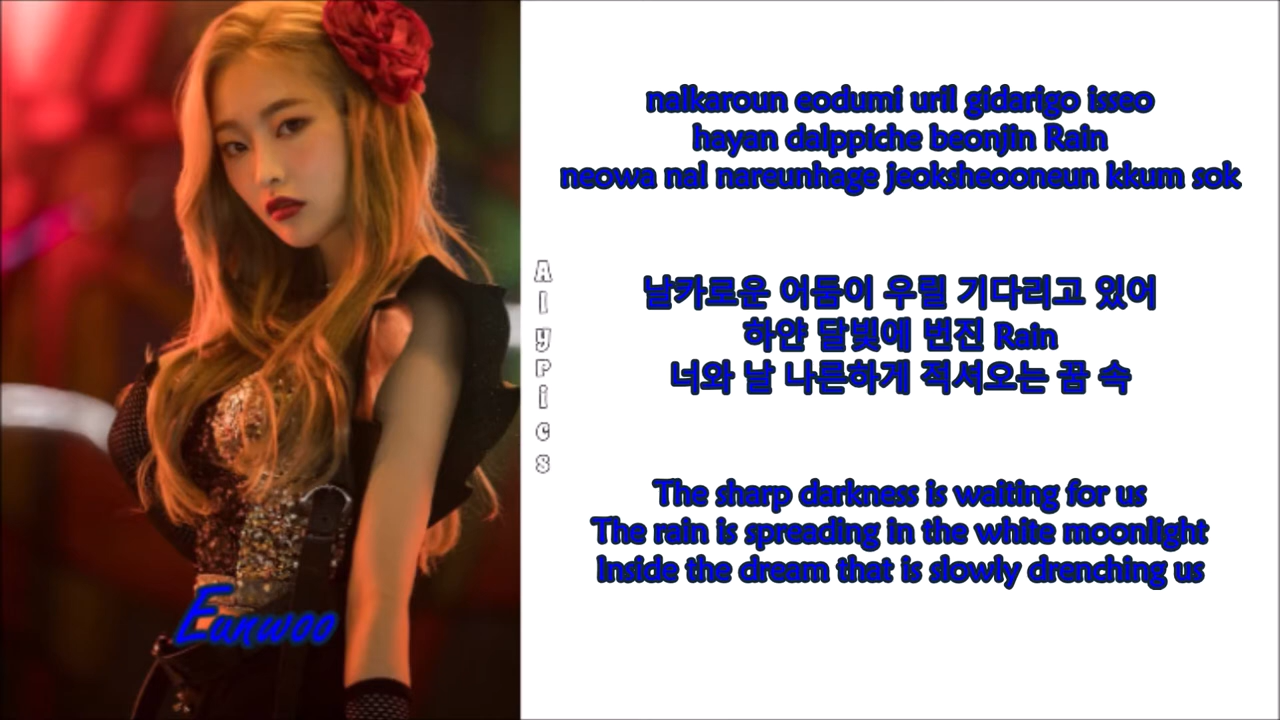 Eunwoo
Alyrics
nalkaroun eodumi uril gidarigo isseo
hayan dalppiche beonjin Rain
neowa nal nareunhage jeoksheooneun kkum sok
날카로운 어둠이 우릴 기다리고 있어
하얀 달빛에 번진 Rain
너와 날 나른하게 적셔오는 꿈 속
The sharp darkness is waiting for us
The rain is spreading in the white moonlight
Inside the dream that is slowly drenching us